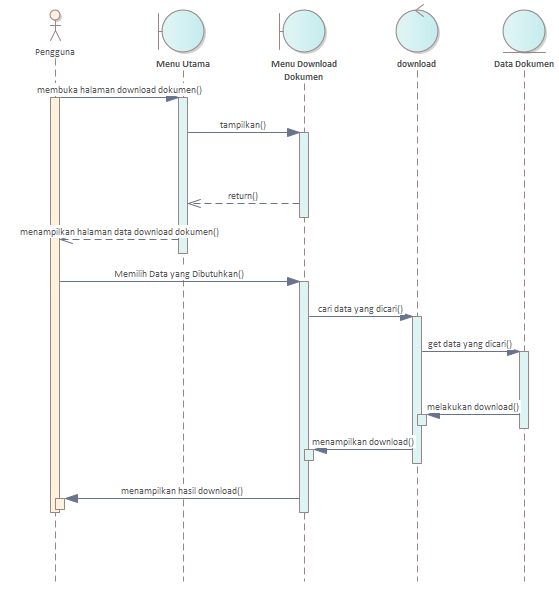 Pengguna
Menu Utama
Menu Download
Dokumen
download
Data Dokumen
membuka halaman download dokumen()
tampilkan()
return()
menampilkan halaman data download dokumen()
Memilih Data yang Dibutuhkan()
cari data yang dicari()
get data yang dicari()
melakukan download()
menampilkan download()
menampilkan hasil download()